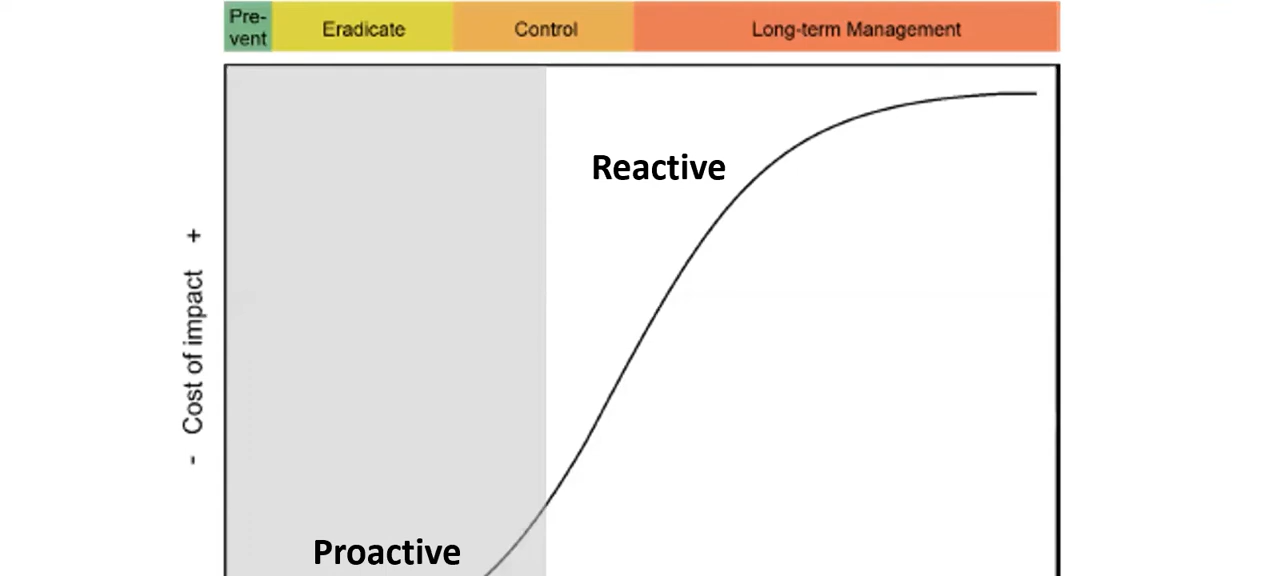 Pre-
vent
Eradicate
Control
Long-term Management
Reactive
- Cost of impact +
Proactive